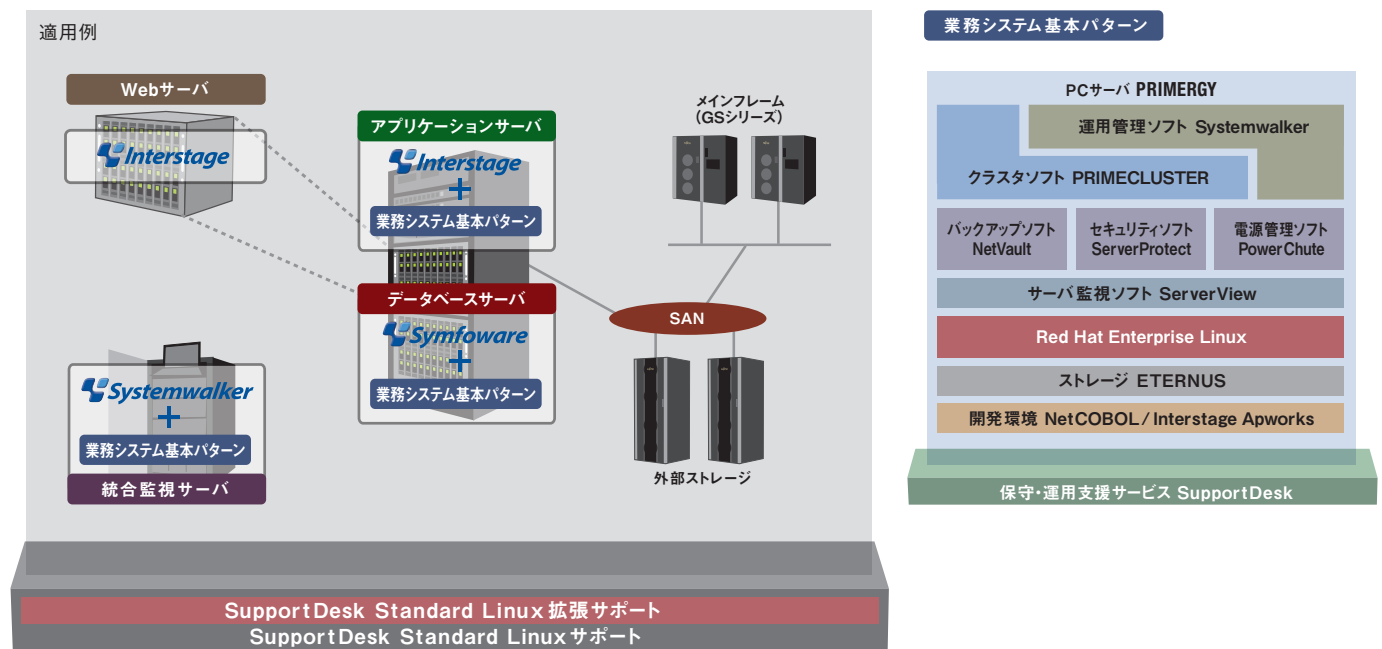 適用例
Webサーバ
Interstage
アプリケーションサーバ
Interstage
+
業務システム基本パターン
データベースサーバ
Symfoware
+
業務システム基本パターン
Systemwalker
+
業務システム基本パターン
統合監視サーバ
メインフレーム
（GSシリーズ）
SAN
外部ストレージ
SupportDesk Standard Linux拡張サポート
SupportDesk Standard Linuxサポート
業務システム基本パターン
PCサーバ PRIMERGY
運用管理ソフト Systemwalker
クラスタソフト PRIMECLUSTER
バックアップソフト
NetVault
セキュリティソフト
ServerProtect
電源管理ソフト
PowerChute
サーバ監視ソフト ServerView
Red Hat Enterprise Linux
ストレージ ETERNUS
開発環境 NetCOBOL/Interstage Apworks
保守・運用支援サービス SupportDesk